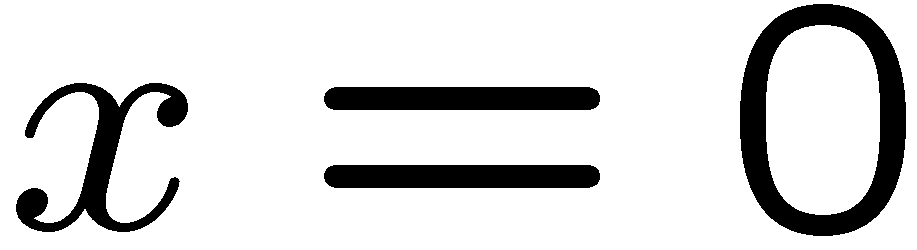 x = 0